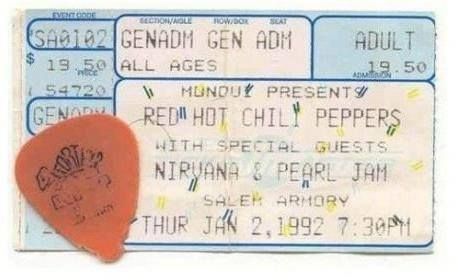 EVENT CODE SECTION/AISLE ROW/BOX SEAT
SA0102 GENADM GEN ADM ADULT
$ 19.50 ALL AGES 19.50
PRICE ADMISSION
54720 MONQUI PRESENTS
RED HOT CHILI PEPPERS
GENADM
WITH SPECIAL GUESTS
NIRVANA & PEARL JAM
TORTEX
SALEM ARMORY
THUR JAN 2,1992 7:30PM